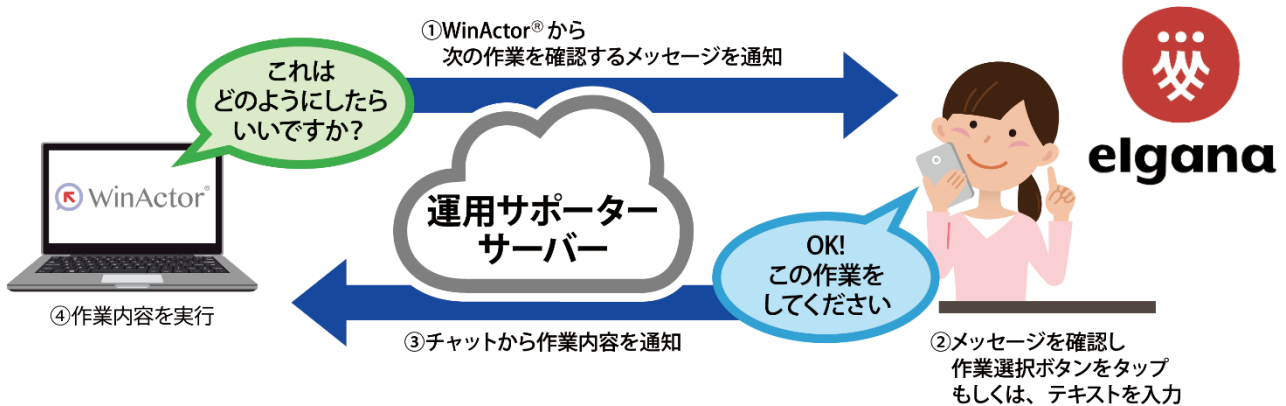 ①WinActor®から
次の作業を確認するメッセージを通知
これは
どのようにしたら
いいですか？
WinActor®
運用サポーター
サーバー
elgana
OK!
この作業を
してください
②メッセージを確認し
作業選択ボタンをタップ
もしくは、テキストを入力
③チャットから作業内容を通知
④作業内容を実行